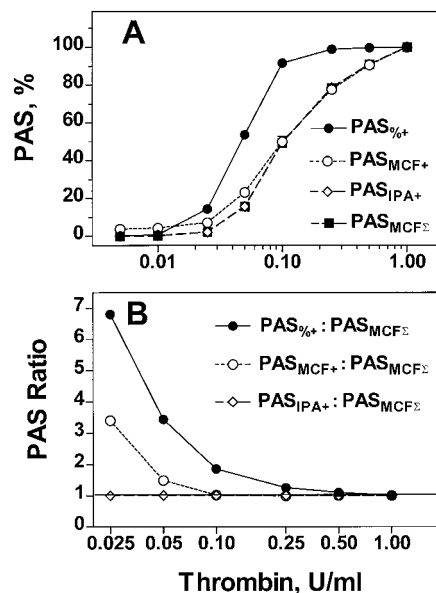 A
PAS, %
100
80
60
40
20
0
PAS%+
PASMCF+
PASIPA+
PASMCFΣ
0.01
0.10
1.00
B
PAS Ratio
7
6
5
4
3
2
1
0
PAS%+ : PASMCFΣ
PASMCF+ : PASMCFΣ
PASIPA+ : PASMCFΣ
0.025
0.05
0.10
0.25
0.50
1.00
Thrombin, U/ml